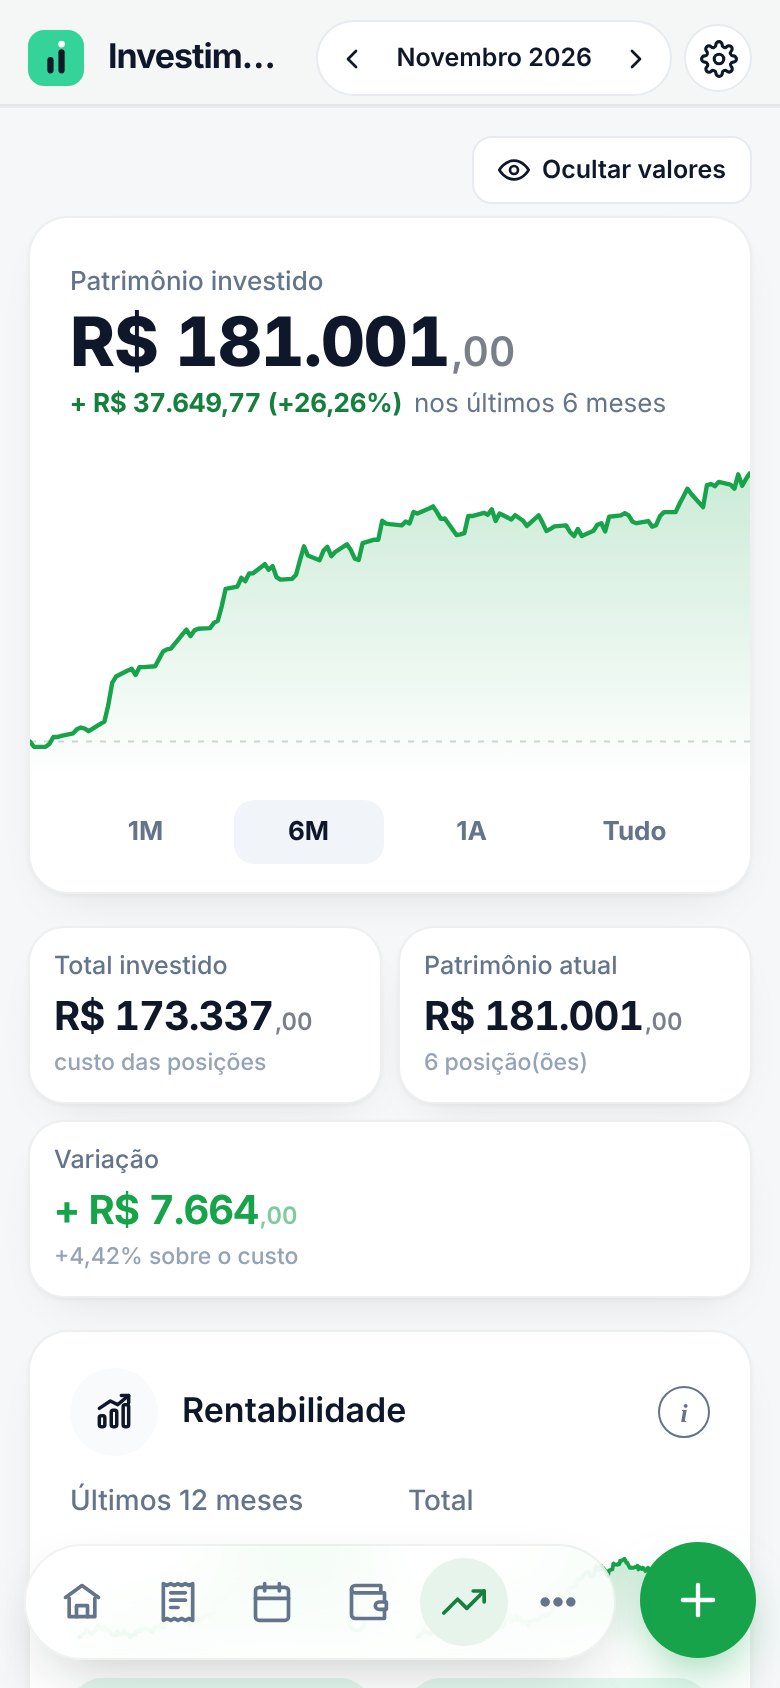 Investim...
Novembro 2026
Ocultar valores
Patrimônio investido
R$ 181.001,00
+ R$ 37.649,77 (+26,26%) nos últimos 6 meses
1M 6M 1A Tudo
Total investido
R$ 173.337,00
custo das posições
Patrimônio atual
R$ 181.001,00
6 posição(ões)
Variação
+ R$ 7.664,00
+4,42% sobre o custo
Rentabilidade
i
Últimos 12 meses Total